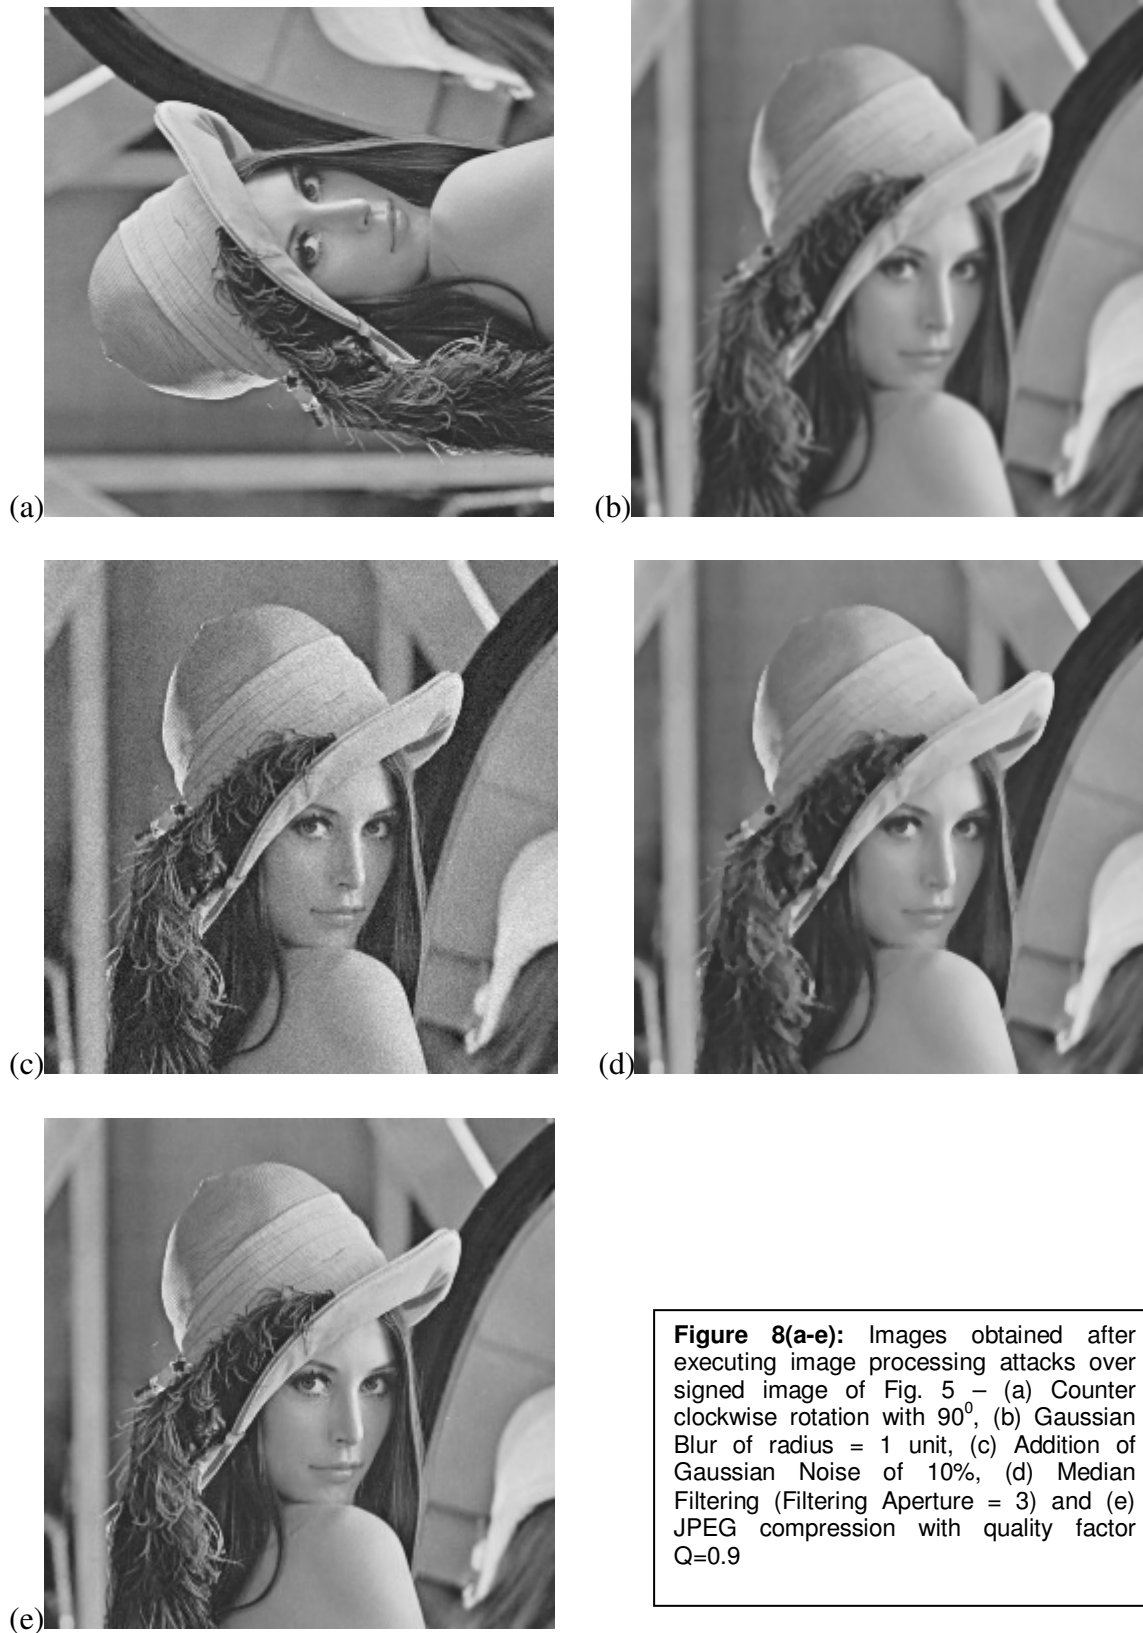 (a)
(b)
(c)
(d)
(e)
Figure 8(a-e): Images obtained after
executing image processing attacks over
signed image of Fig. 5 – (a) Counter
clockwise rotation with 90⁰, (b) Gaussian
Blur of radius = 1 unit, (c) Addition of
Gaussian Noise of 10%, (d) Median
Filtering (Filtering Aperture = 3) and (e)
JPEG compression with quality factor
Q=0.9